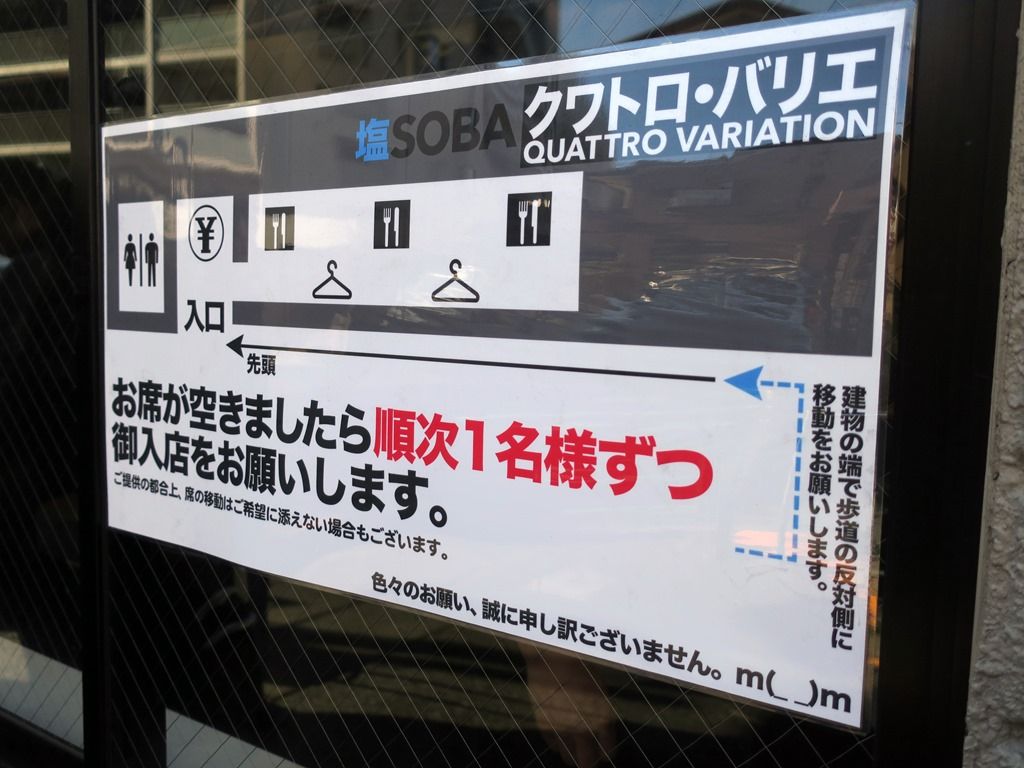 塩SOBA クワトロ・バリエ
QUATTRO VARIATION
¥
入口
先頭
お席が空きましたら順次1名様ずつ
御入店をお願いします。
ご提供の都合上、席の移動はご希望に添えない場合もございます。
建物の端で歩道の反対側に
移動をお願いします。
色々のお願い、誠に申し訳ございません。m(_ _)m